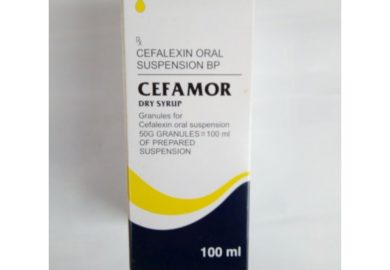 Rx
CEFALEXIN ORAL
SUSPENSION BP
CEFAMOR
DRY SYRUP
Granules for
Cefalexin oral suspension
50G GRANULES = 100 ml
OF PREPARED
SUSPENSION
100 ml